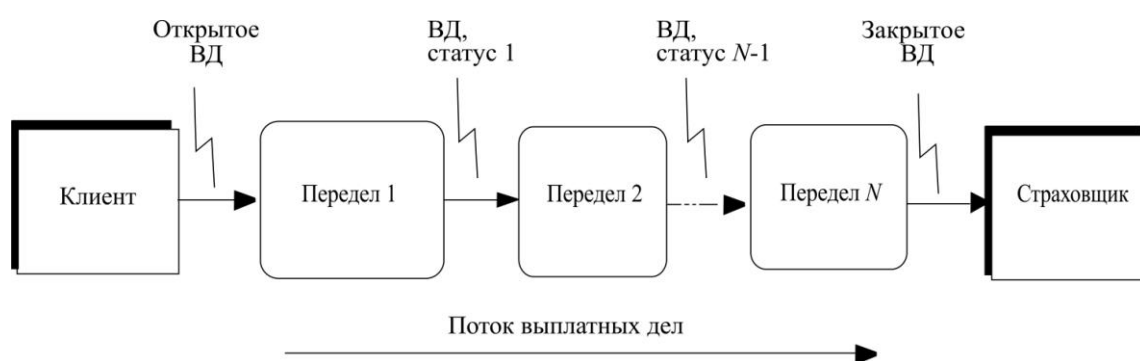 Открытое
ВД
ВД,
статус 1
ВД,
статус N-1
Закрытое
ВД
Клиент
Передел 1
Передел 2
Передел N
Страховщик
Поток выплатных дел